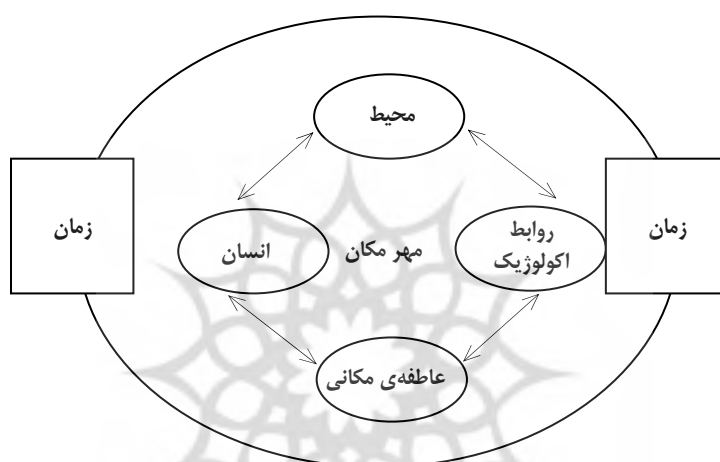 محیط
زمان
روابط
اکولوژیک
مهر مکان
انسان
زمان
عاطفه‌ی مکانی